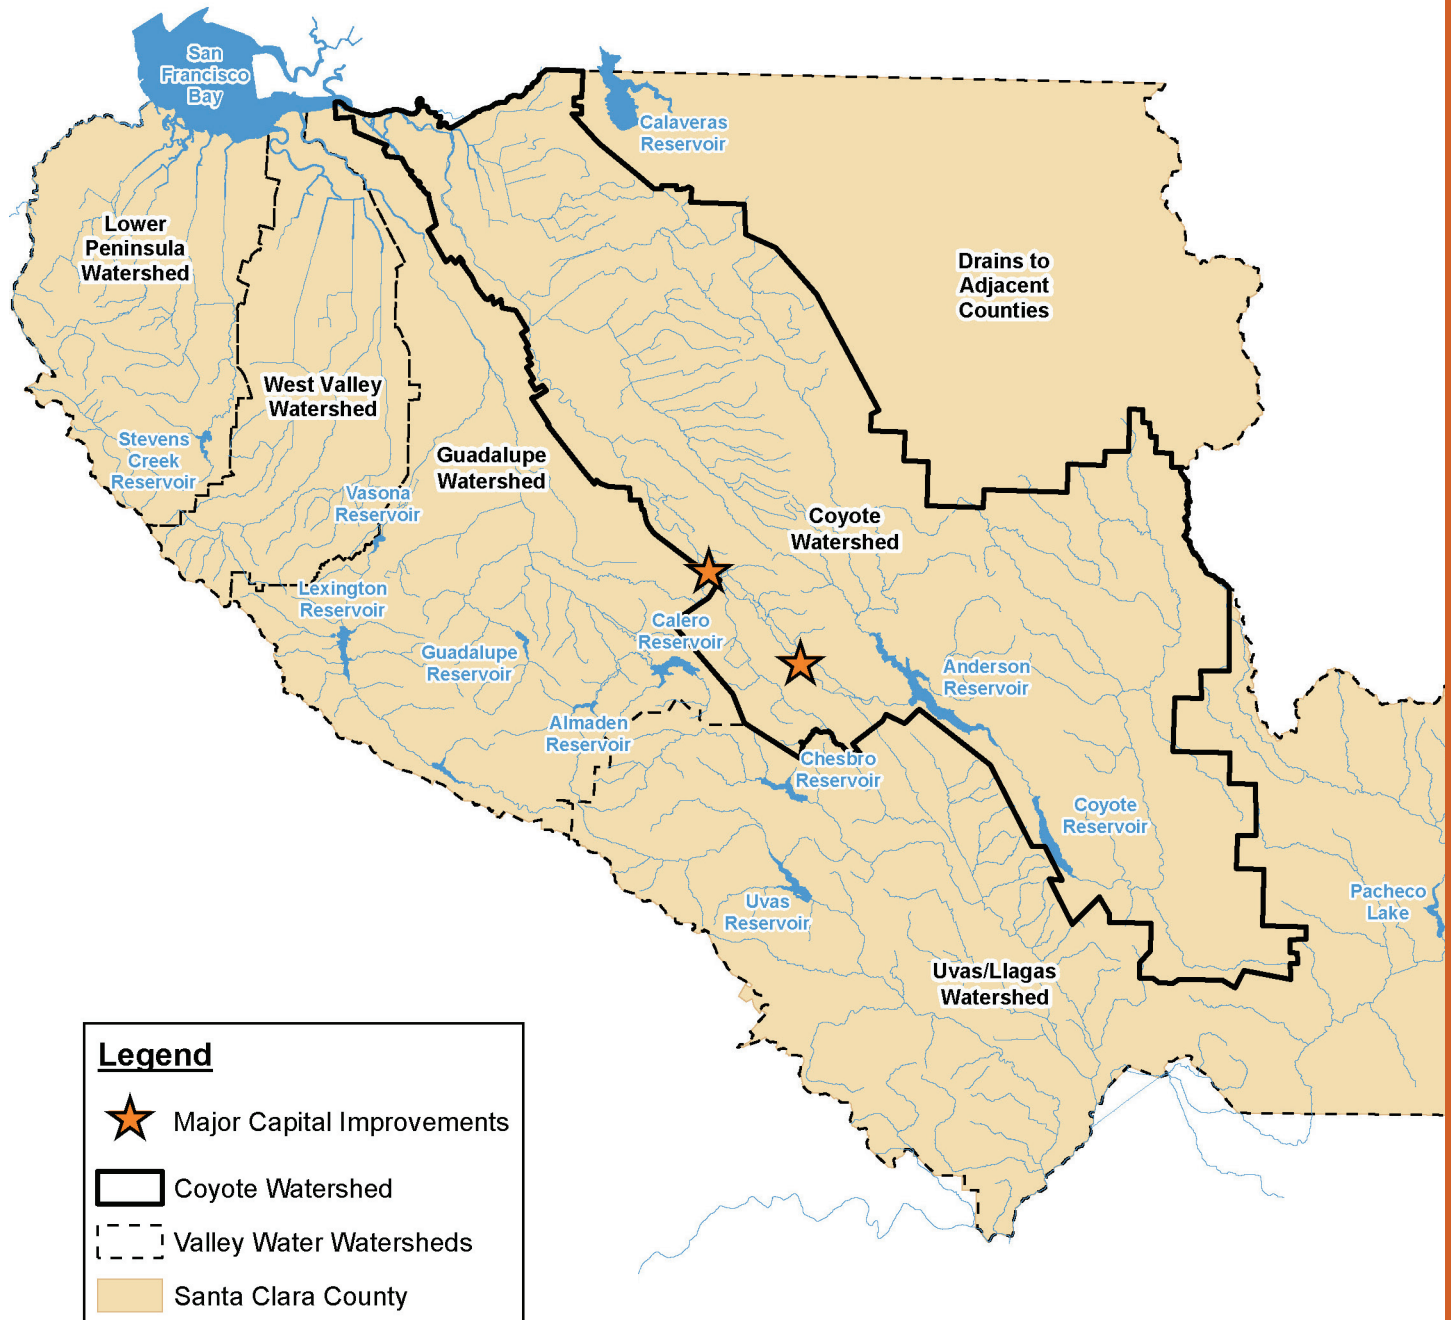 San
Francisco
Bay
Calaveras
Reservoir
Lower
Peninsula
Watershed
Drains to
Adjacent
Counties
West Valley
Watershed
Stevens
Creek
Reservoir
Guadalupe
Watershed
Vasona
Reservoir
Coyote
Watershed
Lexington
Reservoir
Calero
Reservoir
Guadalupe
Reservoir
Anderson
Reservoir
Almaden
Reservoir
Chesbro
Reservoir
Coyote
Reservoir
Uvas
Reservoir
Pacheco
Lake
Uvas/Llagas
Watershed
Legend
Major Capital Improvements
Coyote Watershed
Valley Water Watersheds
Santa Clara County